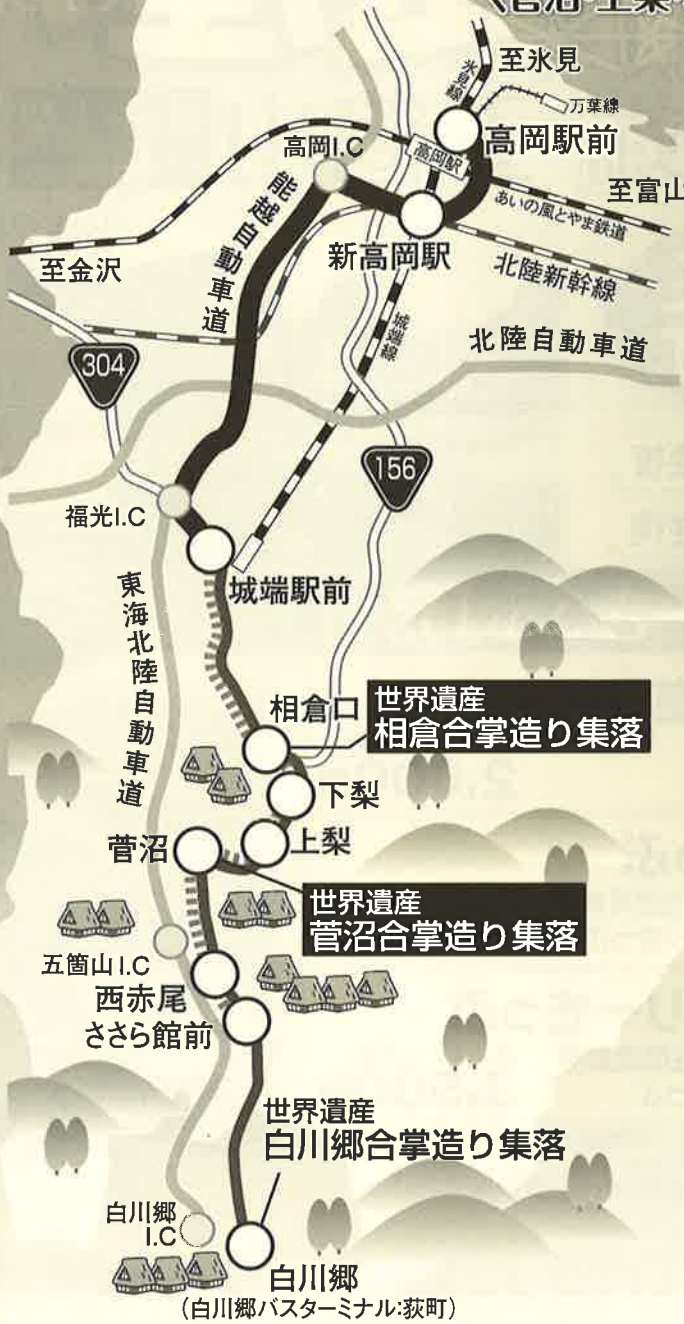 至氷見
氷見線
万葉線
高岡駅
高岡駅前
高岡I.C
能越自動車道
至富山
あいの風とやま鉄道
新高岡駅
至金沢
北陸新幹線
城端線
北陸自動車道
304
156
福光I.C
城端駅前
東海北陸自動車道
相倉口
世界遺産
相倉合掌造り集落
下梨
上梨
菅沼
世界遺産
菅沼合掌造り集落
五箇山I.C
西赤尾
ささら館前
世界遺産
白川郷合掌造り集落
白川郷
I.C
白川郷
(白川郷バスターミナル:荻町)